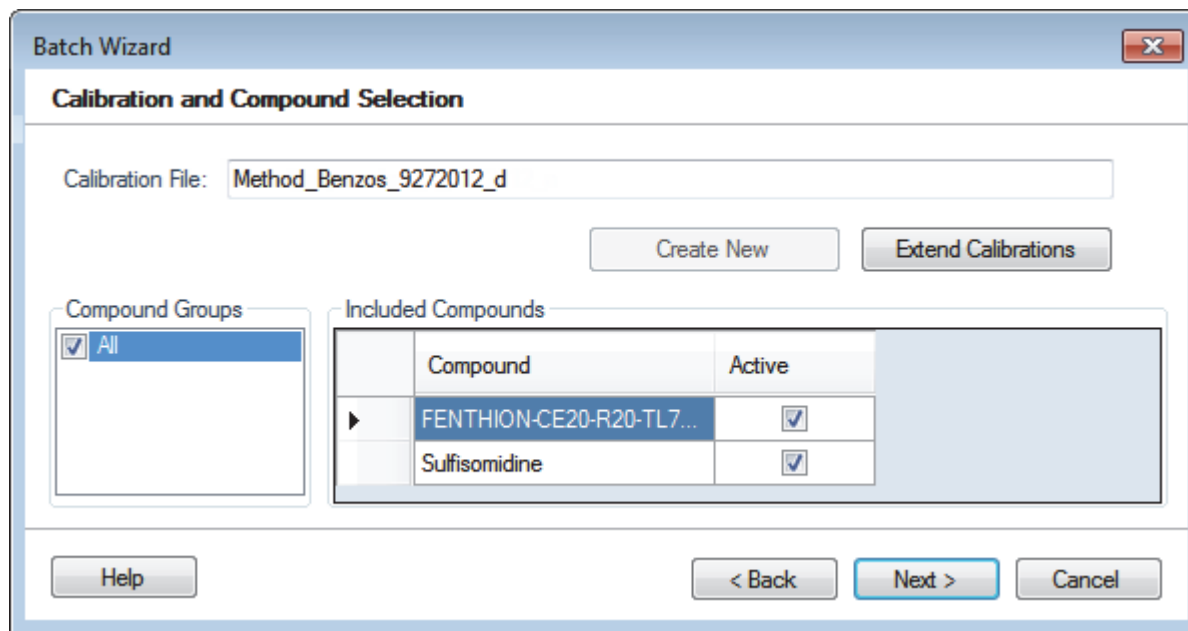 Batch Wizard
Calibration and Compound Selection
Calibration File: Method_Benzos_9272012_d
Create New Extend Calibrations
Compound Groups Included Compounds
All
Compound Active
FENTHION-CE20-R20-TL7...
Sulfisomidine
Help < Back Next > Cancel